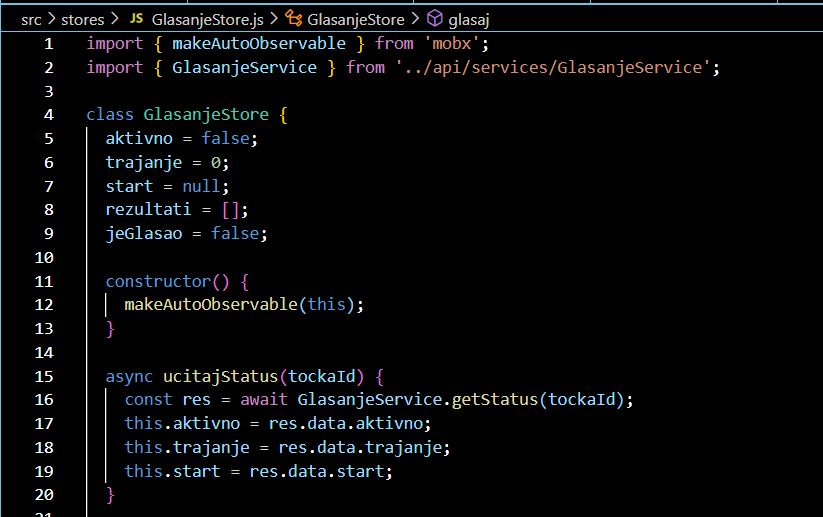 src > stores > JS GlasanjeStore.js > GlasanjeStore > glasaj
1 import { makeAutoObservable } from 'mobx';
2 import { GlasanjeService } from '../api/services/GlasanjeService';
3
4 class GlasanjeStore {
5 aktivno = false;
6 trajanje = 0;
7 start = null;
8 rezultati = [];
9 jeGlasao = false;
10
11 constructor() {
12 makeAutoObservable(this);
13 }
14
15 async ucitajStatus(tockaId) {
16 const res = await GlasanjeService.getStatus(tockaId);
17 this.aktivno = res.data.aktivno;
18 this.trajanje = res.data.trajanje;
19 this.start = res.data.start;
20 }